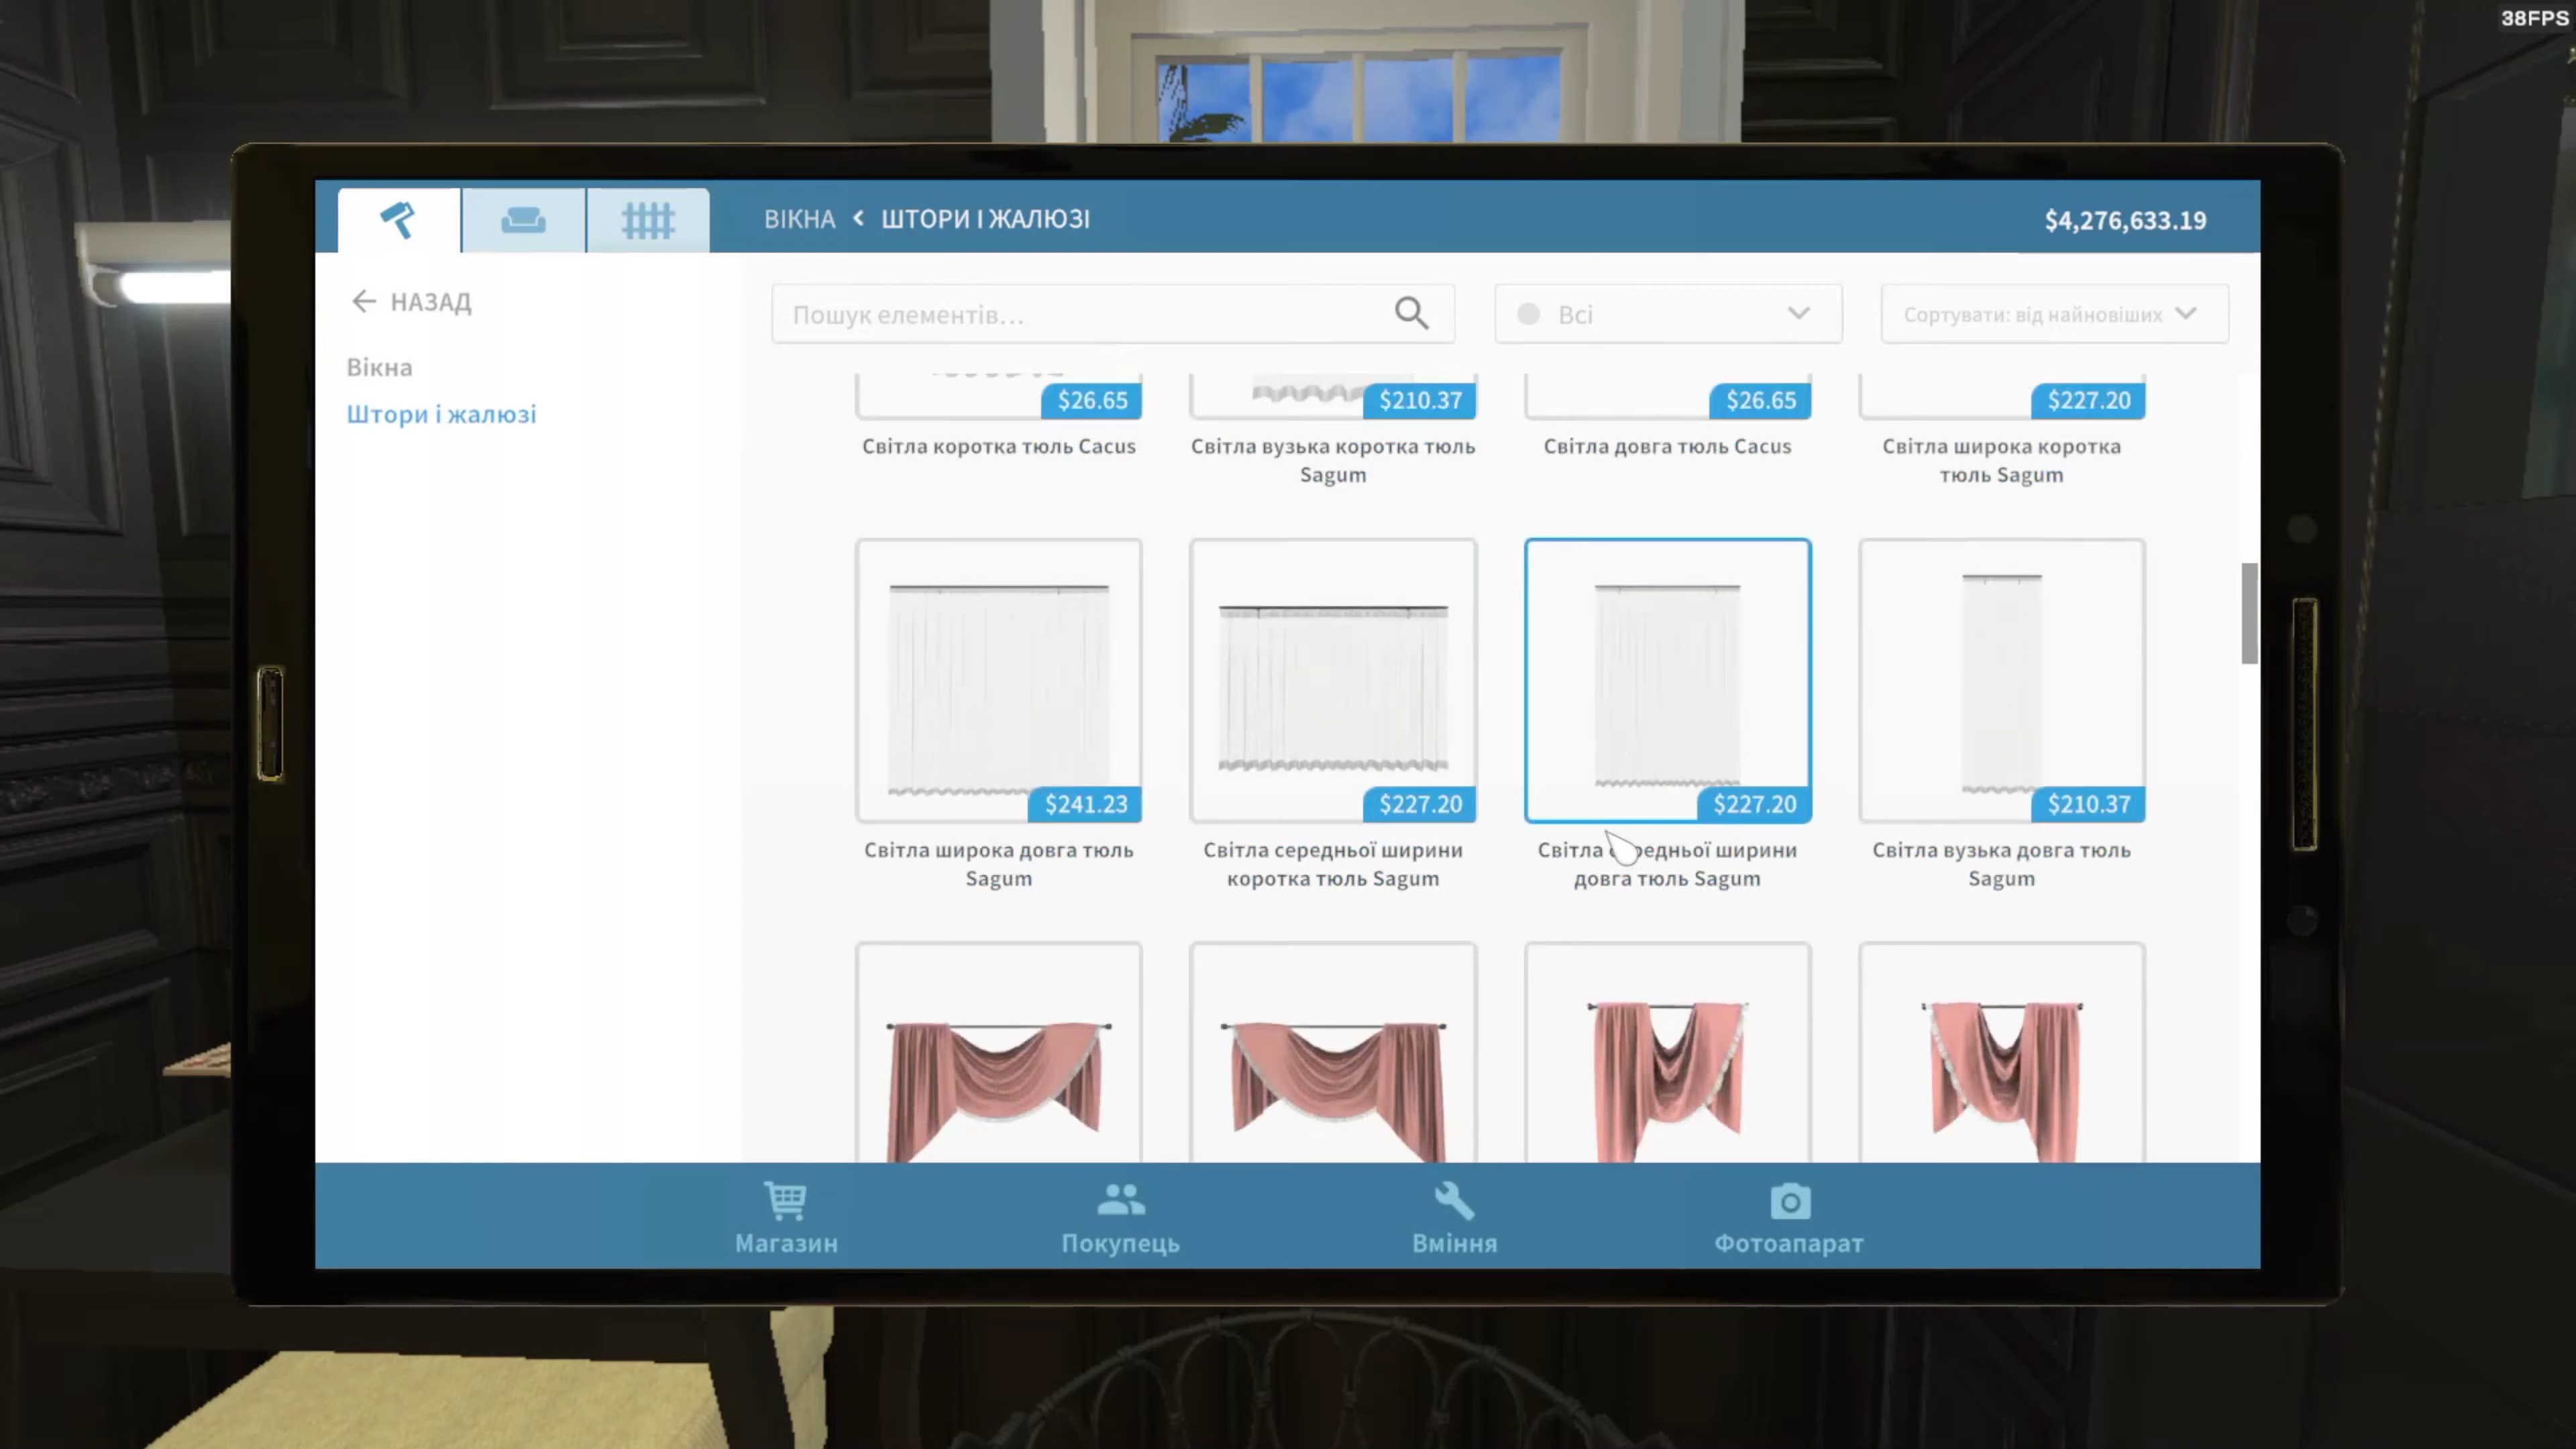 38FPS
ВІКНА < ШТОРИ І ЖАЛЮЗІ
$4,276,633.19
НАЗАД
Пошук елементів...
Всі
Сортувати: від найновіших
Вікна
Штори і жалюзі
$26.65
$210.37
$26.65
$227.20
Світла коротка тюль Cacus
Світла вузька коротка тюль
Sagum
Світла довга тюль Cacus
Світла широка коротка
тюль Sagum
$241.23
$227.20
$227.20
$210.37
Світла широка довга тюль
Sagum
Світла середньої ширини
коротка тюль Sagum
Світла середньої ширини
довга тюль Sagum
Світла вузька довга тюль
Sagum
Магазин
Покупець
Вміння
Фотоапарат